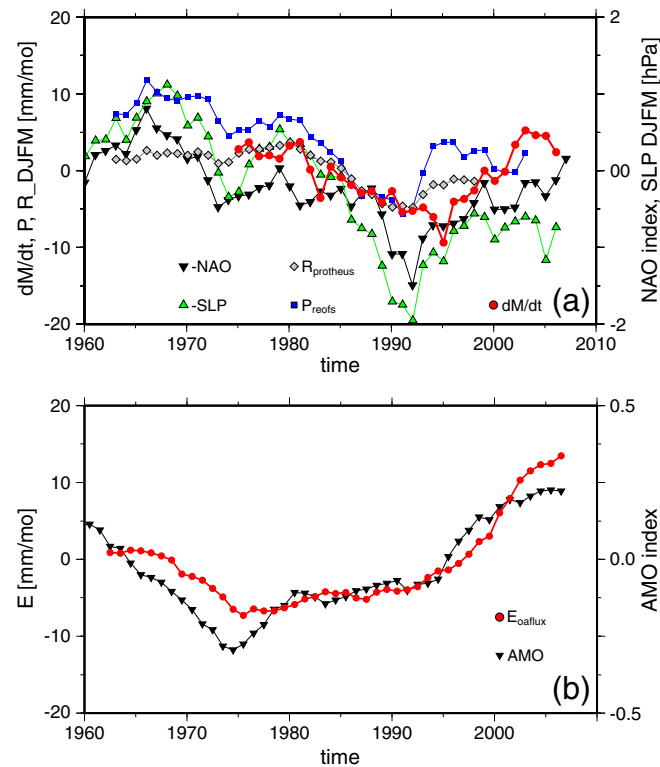 20
10
0
-10
-20
dM/dt, P, R_DJFM [mm/mo]
2
1
00
-1
-2
NAO index, SLP DJFM [hPa]
-NAO
Rprotheus
-SLP
Preofs
dM/dt
(a)
1960 1970 1980 1990 2000 2010
time
20
10
0
-10
-20
E [mm/mo]
0.5
0.0
-0.5
AMO index
Eoaflux
AMO
(b)
1960 1970 1980 1990 2000
time